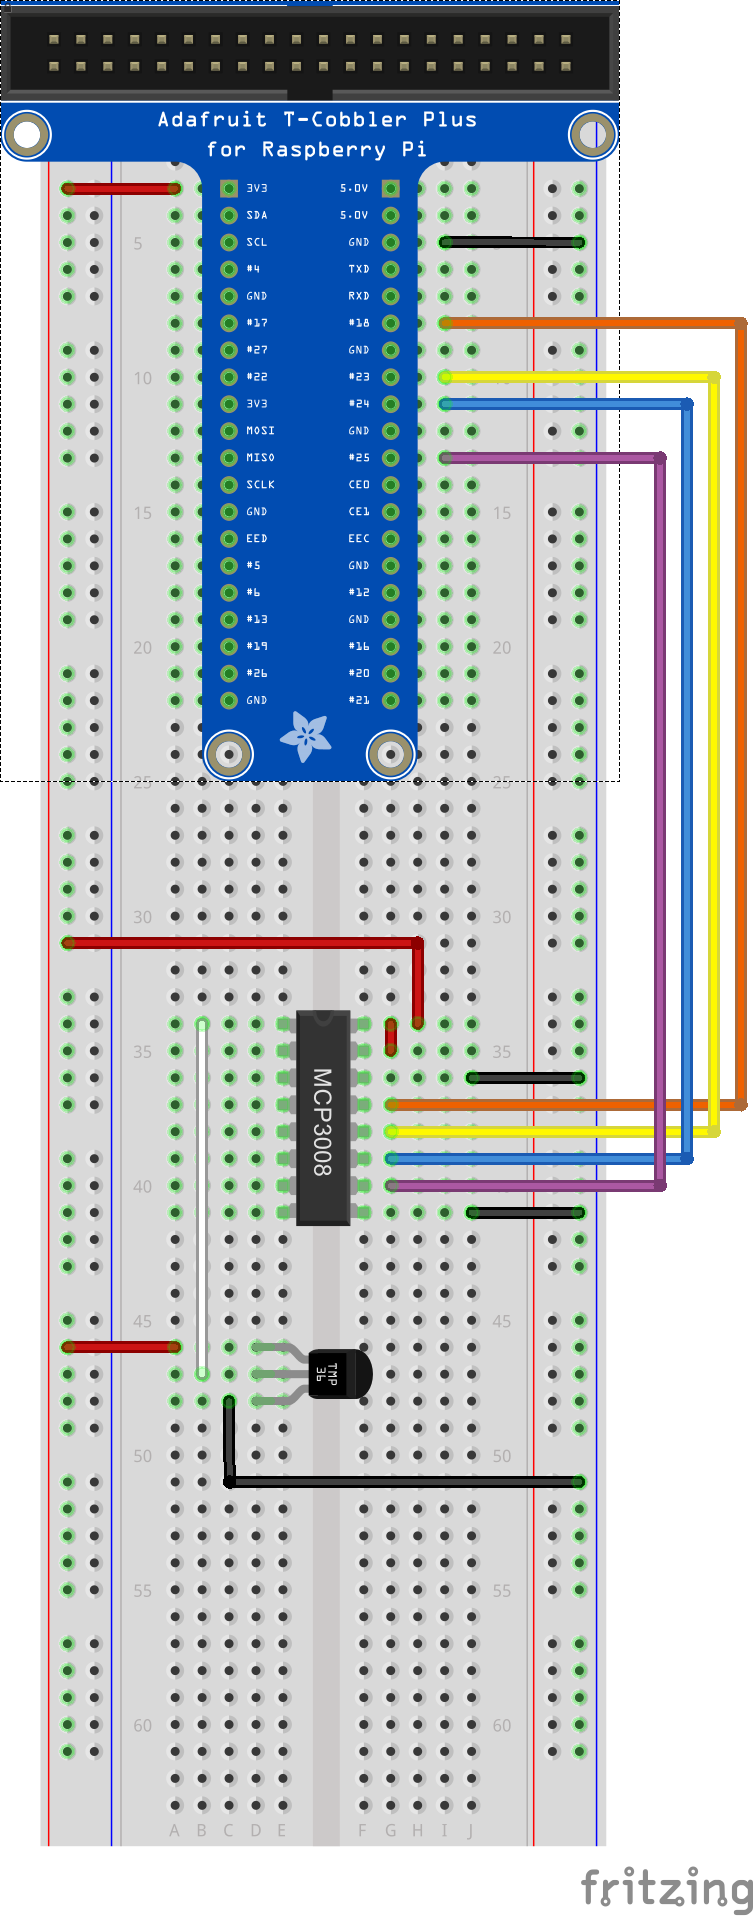 Adafruit T-Cobbler Plus
for Raspberry Pi
3V3 5.0V
SDA 5.0V
5 SCL GND
#4 TXD
GND RXD
#17 #18
#27 GND
10 #22 #23
3V3 #24
MOSI GND
MISO #25
SCLK CE0
15 GND CE1 15
EED EEC
#5 GND
#6 #12
#13 GND
20 #19 #16 20
#26 #20
GND #21
25 25
30 30
35 35
MCP3008
40
45 45
TMP
36
50 50
55 55
60 60
A B C D E F G H I J
fritzing